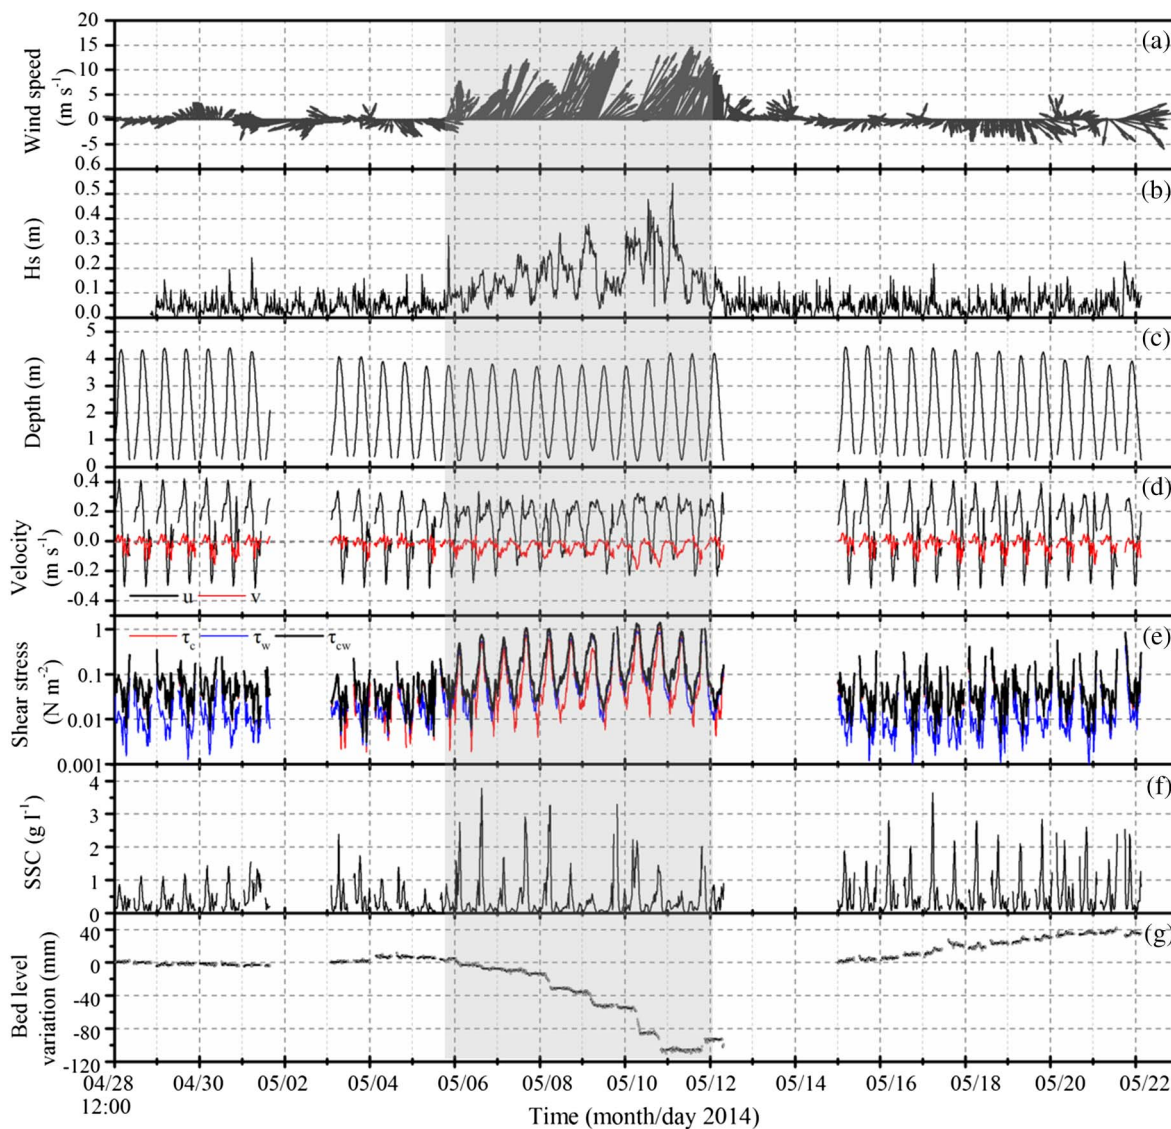 20
15
10
5
0
-5
0.6
Wind speed
(m s⁻¹)
(a)
0.5
0.4
0.3
0.2
0.1
0.0
Hs (m)
(b)
5
4
3
2
1
0
Depth (m)
(c)
0.4
0.2
0.0
-0.2
-0.4
Velocity
(m s⁻¹)
(d)
u v
1
0.1
0.01
0.001
Shear stress
(N m⁻²)
(e)
τc τw τcw
4
3
2
1
0
SSC (g l⁻¹)
(f)
40
0
-40
-80
-120
Bed level
variation (mm)
(g)
04/28 04/30 05/02 05/04 05/06 05/08 05/10 05/12 05/14 05/16 05/18 05/20 05/22
12:00
Time (month/day 2014)